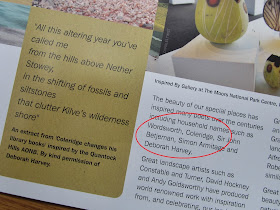 "All this altering year you've
called me
from the hills above Nether
Stowey,
in the shifting of fossils and
siltstones
that clutter Kilve's wilderness
shore"
An extract from 'Coleridge changes his
library books' inspired by the Quantock
Hills AONB. By kind permission of
Deborah Harvey.
Inspired By Gallery at The Moors National Park Centre
The beauty of our special places has
inspired many poets over the centuries
including household names such as
Wordsworth, Coleridge, Sir John
Betjeman, Simon Armitage and
Deborah Harvey.
Great landscape artists such as
Constable and Turner, David Hockney
and Andy Goldsworthy have produced
world renowned work with inspiration
from, and celebrating, our